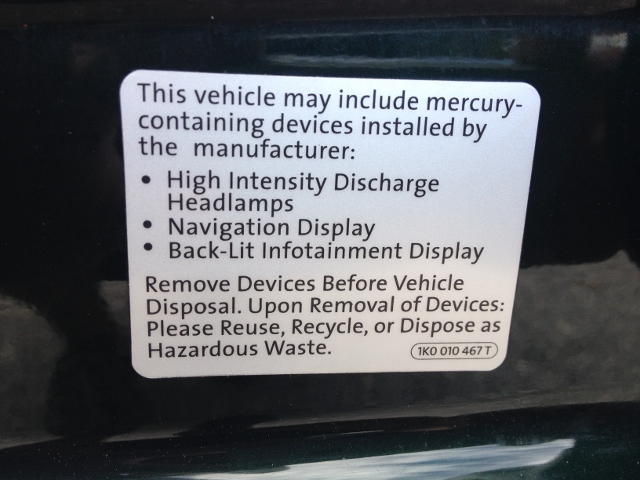 This vehicle may include mercury-
containing devices installed by
the manufacturer:
• High Intensity Discharge
Headlamps
• Navigation Display
• Back-Lit Infotainment Display
Remove Devices Before Vehicle
Disposal. Upon Removal of Devices:
Please Reuse, Recycle, or Dispose as
Hazardous Waste.
1K0 010 467 T